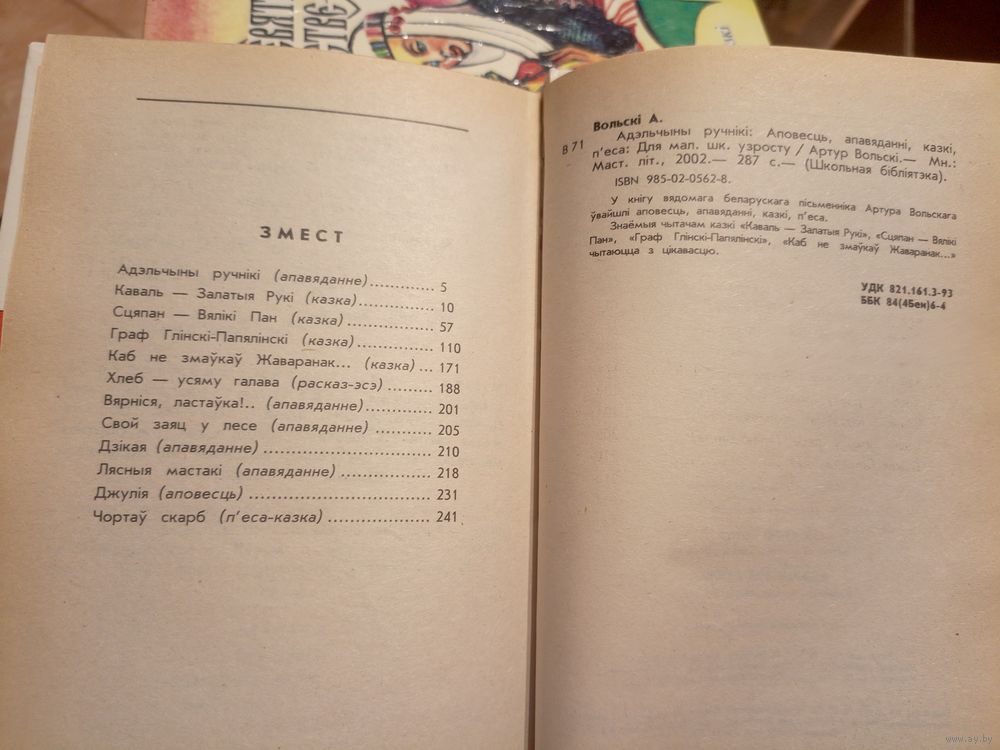 ЗМЕСТ
Адэльчыны ручнікі (апавяданне)............ 5
Каваль — Залатыя Рукі (казка)............. 10
Сцяпан — Вялікі Пан (казка) .............. 57
Граф Глінскі-Папялінскі (казка)............ 110
Каб не змаўкаў Жаваранак... (казка) ... 171
Хлеб — усяму галава (расказ-эсэ) ........ 188
Вярніся, ластаўка!.. (апавяданне).......... 201
Свой заяц у лесе (апавяданне) ............ 205
Дзікая (апавяданне) ........................... 210
Лясныя мастакі (апавяданне) ............... 218
Джулія (аповесць) ............................... 231
Чортаў скарб (п'еса-казка) .................. 241
Вольскі А.
В 71 Адэльчыны ручнікі: Аповесць, апавяданні, казкі,
п'еса: Для мал. шк. узросту / Артур Вольскі.— Мн.:
Маст. літ., 2002.— 287 с.— (Школьная бібліятэка).
ISBN 985-02-0562-8.
У кнігу вядомага беларускага пісьменніка Артура Вольскага
ўвайшлі аповесць, апавяданні, казкі, п'еса.
Знаёмыя чытачам казкі «Каваль — Залатыя Рукі», «Сцяпан — Вялікі
Пан», «Граф Глінскі-Папялінскі», «Каб не змаўкаў Жаваранак...»
чытаюцца з цікавасцю.
УДК 821.161.3-93
ББК 84(4Беи)6-4
www.ay.by